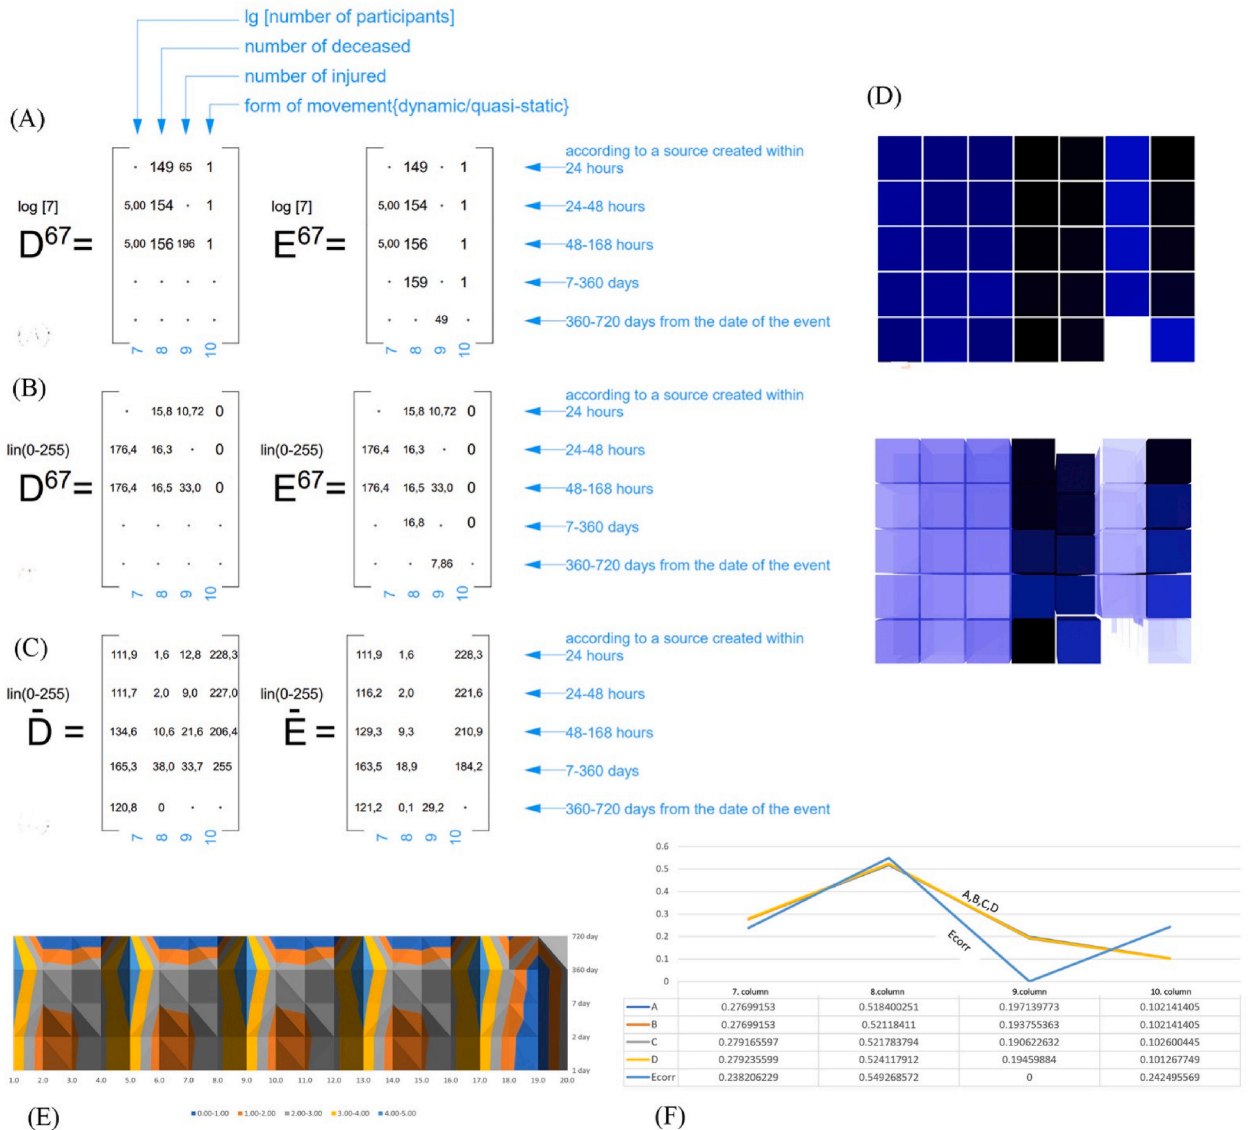 lg [number of participants]
number of deceased
number of injured
form of movement{dynamic/quasi-static}
(A)
log [7]
D67=
· 149 65 1
5,00 154 · 1
5,00 156 196 1
· · · ·
· · · ·
7 8 9 10
log [7]
E67=
· 149 · 1
5,00 154 · 1
5,00 156 1
· 159 · 1
· · 49 ·
7 8 9 10
according to a source created within
24 hours
24-48 hours
48-168 hours
7-360 days
360-720 days from the date of the event
(B)
lin(0-255)
D67=
· 15,8 10,72 0
176,4 16,3 · 0
176,4 16,5 33,0 0
· · · ·
· · · ·
7 8 9 10
lin(0-255)
E67=
· 15,8 10,72 0
176,4 16,3 · 0
176,4 16,5 33,0 0
· 16,8 · 0
· · 7,86 ·
7 8 9 10
according to a source created within
24 hours
24-48 hours
48-168 hours
7-360 days
360-720 days from the date of the event
(C)
lin(0-255)
D̄ =
111,9 1,6 12,8 228,3
111,7 2,0 9,0 227,0
134,6 10,6 21,6 206,4
165,3 38,0 33,7 255
120,8 0 · ·
7 8 9 10
lin(0-255)
Ē =
111,9 1,6 228,3
116,2 2,0 221,6
129,3 9,3 210,9
163,5 18,9 184,2
121,2 0,1 29,2 ·
7 8 9 10
according to a source created within
24 hours
24-48 hours
48-168 hours
7-360 days
360-720 days from the date of the event
(D)
720 day
360 day
7 day
2 day
1 day
1.0 2.0 3.0 4.0 5.0 6.0 7.0 8.0 9.0 10.0 11.0 12.0 13.0 14.0 15.0 16.0 17.0 18.0 19.0 20.0
0.00-1.00 1.00-2.00 2.00-3.00 3.00-4.00 4.00-5.00
(E)
0.6
0.5
0.4
0.3
0.2
0.1
0
A,B,C,D
Ecorr
7. column 8.column 9.column 10. column
A 0.27699153 0.518400251 0.197139773 0.102141405
B 0.27699153 0.52118411 0.193755363 0.102141405
C 0.279165597 0.521783794 0.190622632 0.102600445
D 0.279235599 0.524117912 0.19459884 0.101267749
Ecorr 0.238206229 0.549268572 0 0.242495569
(F)